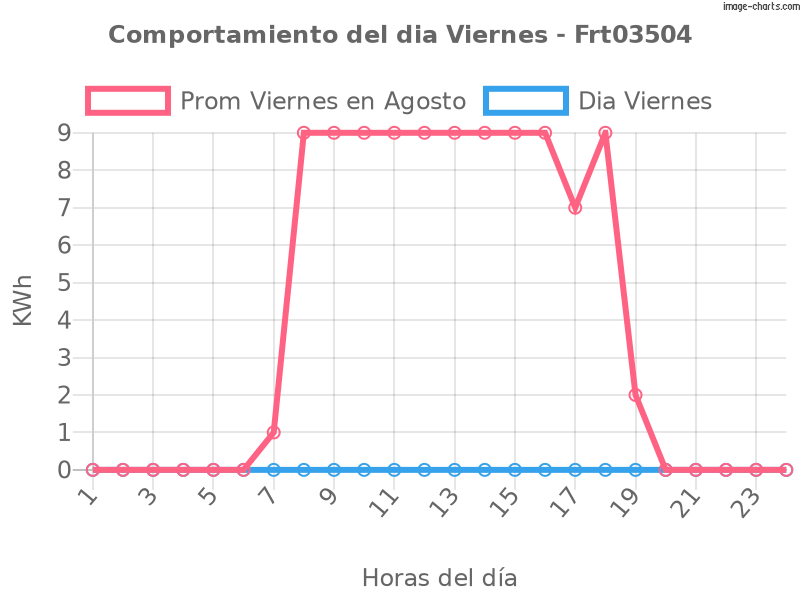 image-charts.com
Comportamiento del dia Viernes - Frt03504
Prom Viernes en Agosto Dia Viernes
9
8
7
6
5
4
3
2
1
0
KWh
1 3 5 7 9 11 13 15 17 19 21 23
Horas del día